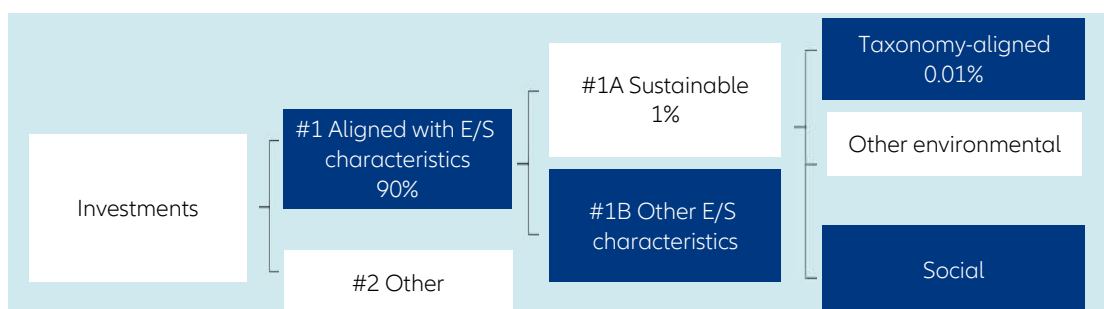 Investments
#1 Aligned with E/S
characteristics
90%
#2 Other
#1A Sustainable
1%
#1B Other E/S
characteristics
Taxonomy-aligned
0.01%
Other environmental
Social